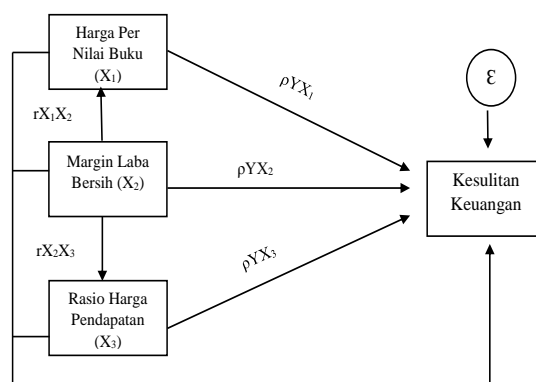 Harga Per
Nilai Buku
(X₁)
ρYX₁
ε
rX₁X₂
Margin Laba
Bersih (X₂)
ρYX₂
Kesulitan
Keuangan
rX₂X₃
ρYX₃
Rasio Harga
Pendapatan
(X₃)